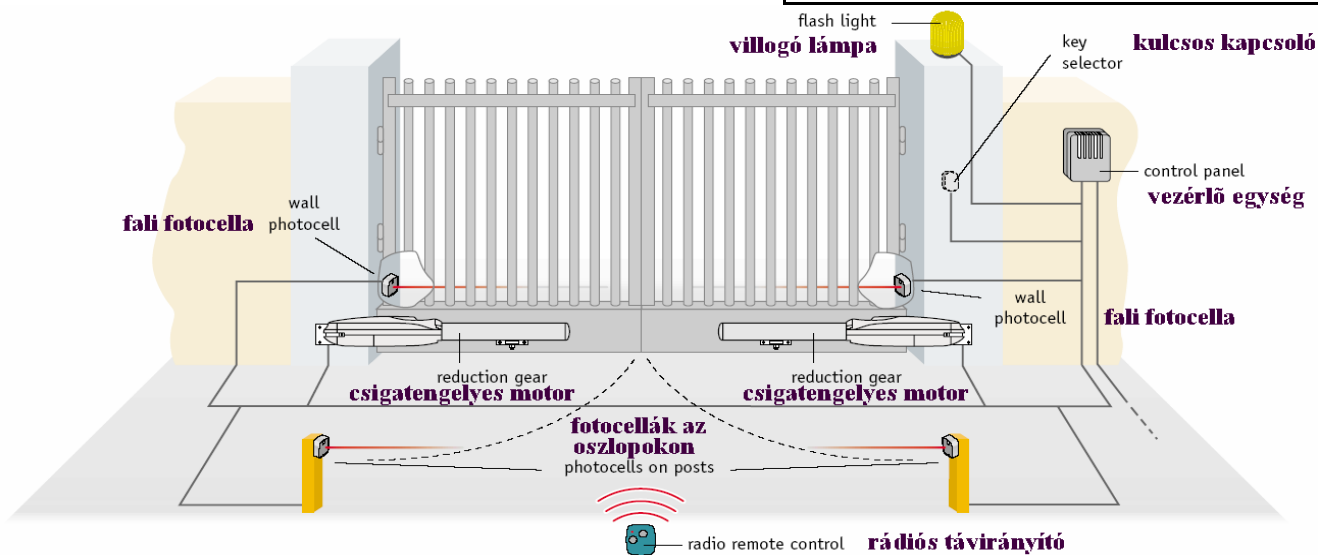 flash light
villogó lámpa
key
selector
kulcsos kapcsoló
control panel
vezérlõ egység
wall
photocell
fali fotocella
wall
photocell
fali fotocella
reduction gear
csigatengelyes motor
reduction gear
csigatengelyes motor
fotocellák az
oszlopokon
photocells on posts
radio remote control
rádiós távirányító